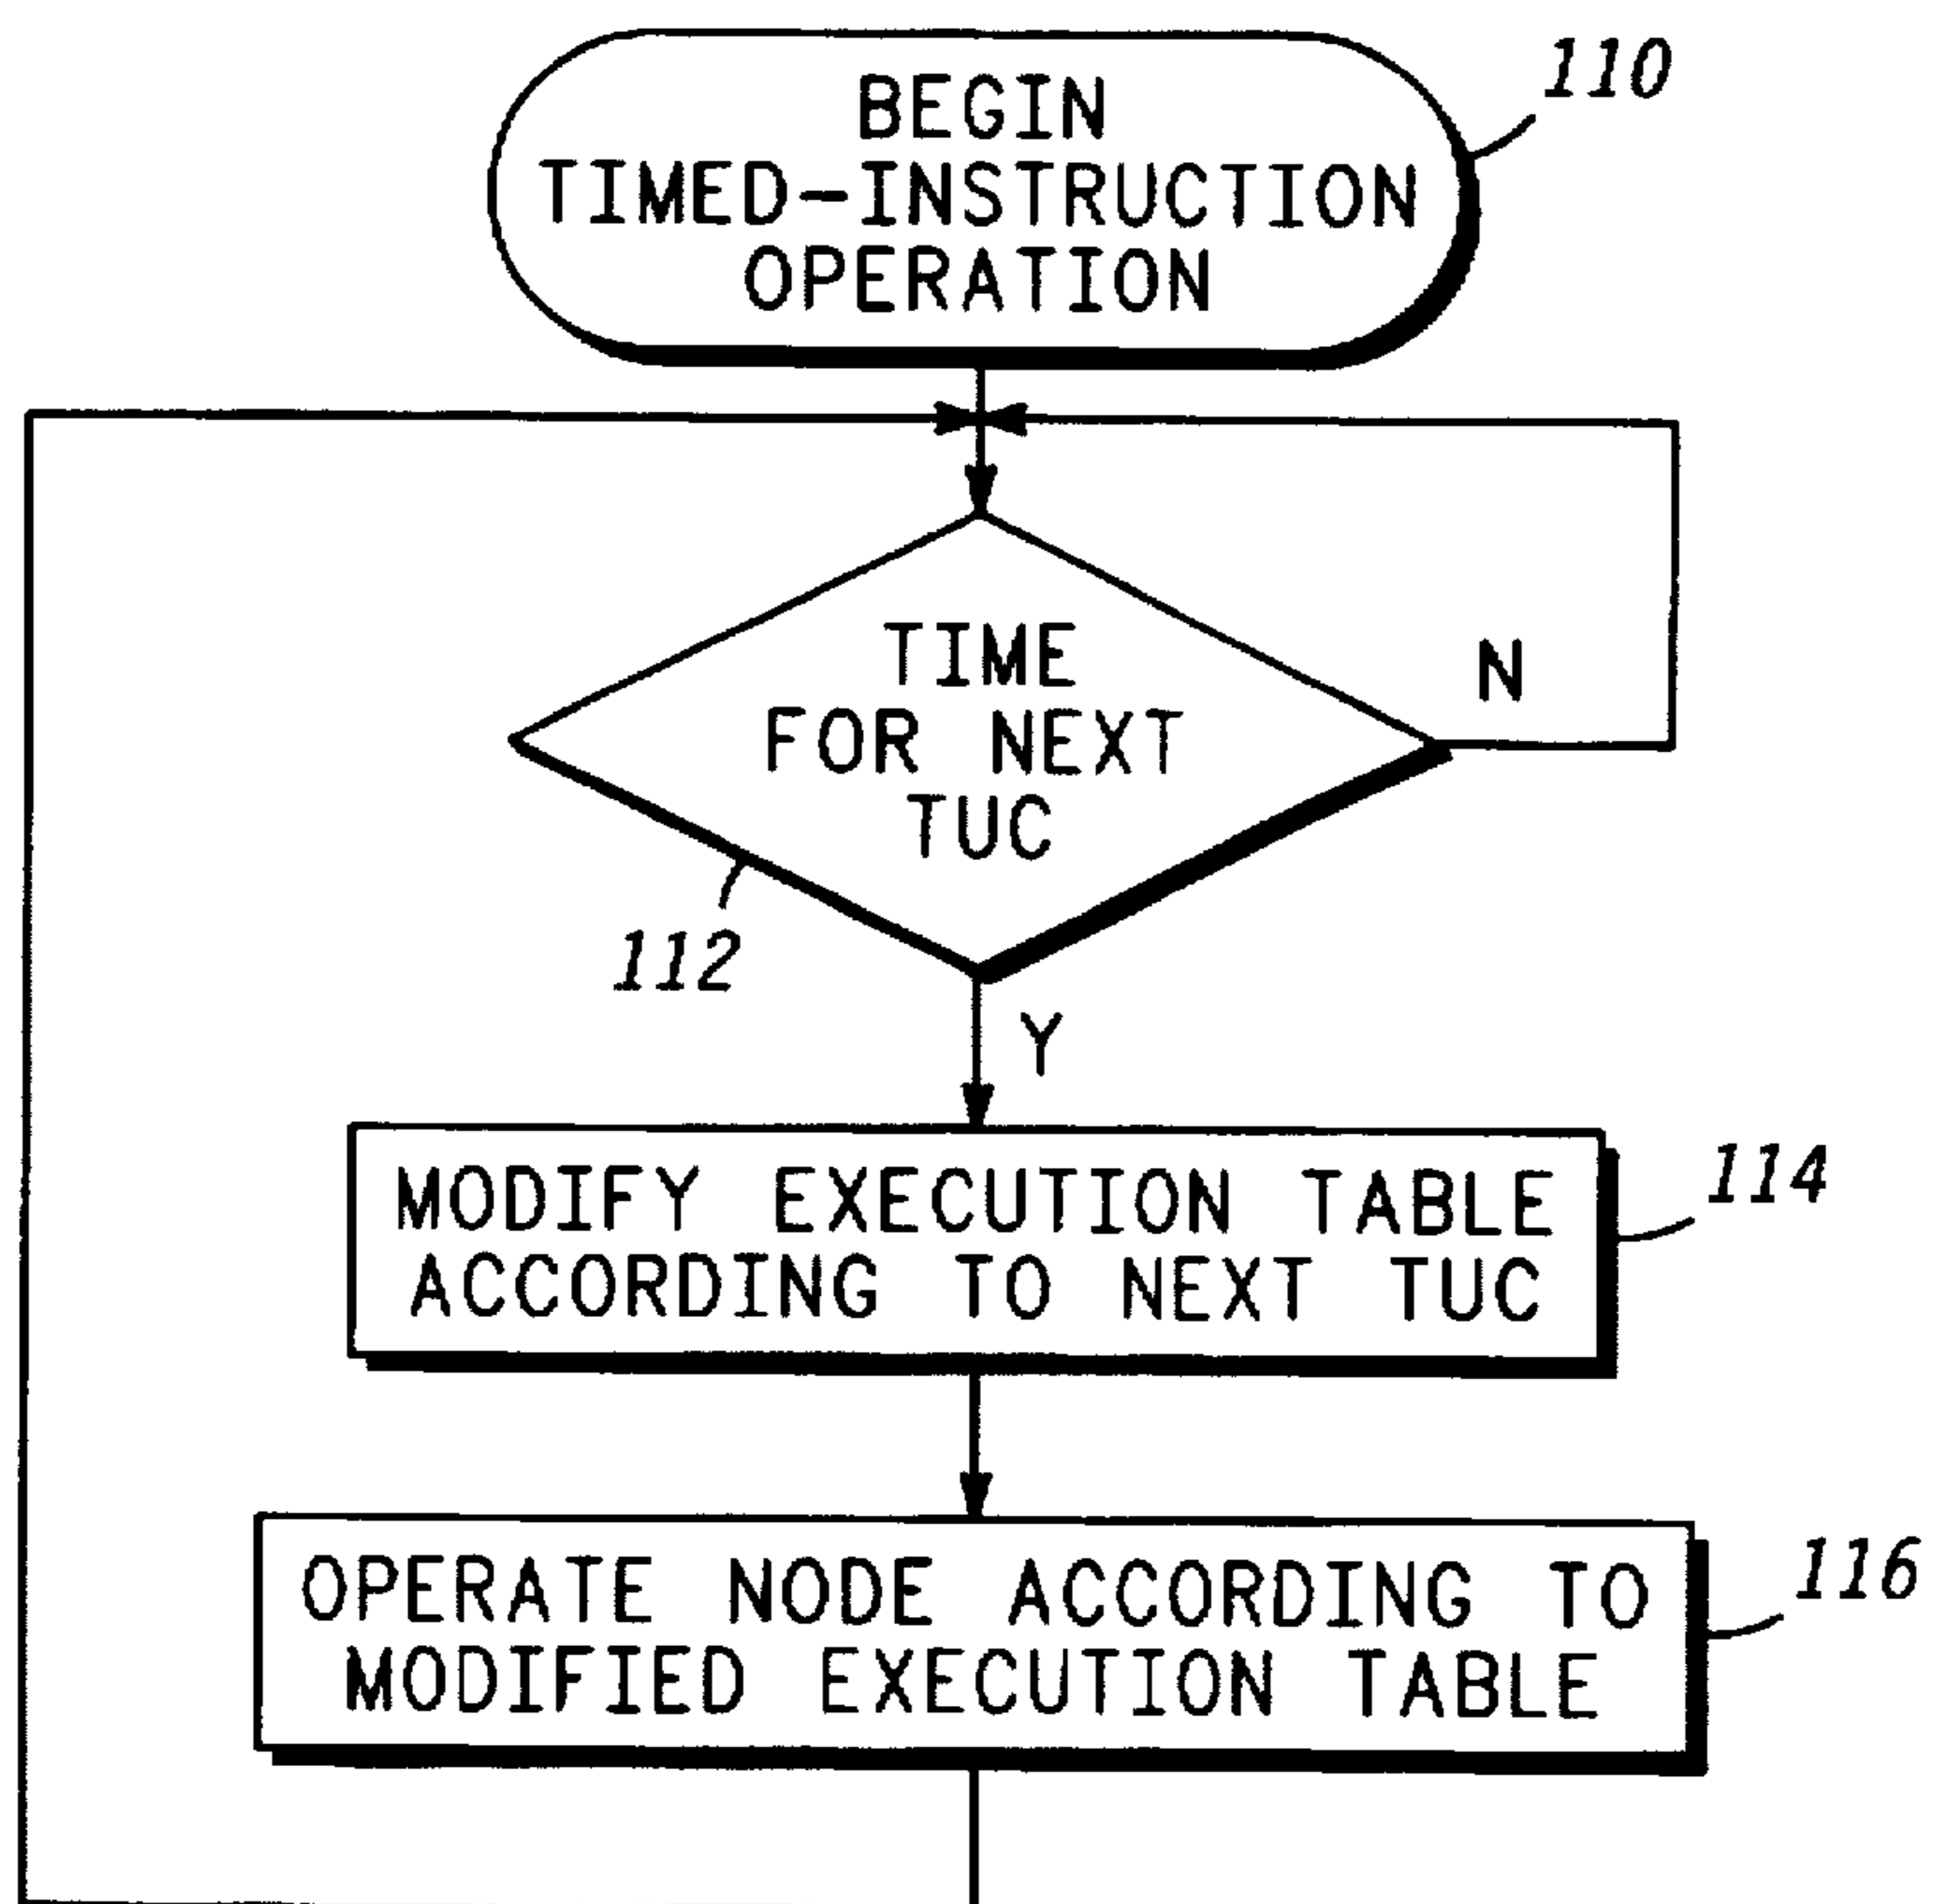 BEGIN
TIMED-INSTRUCTION
OPERATION
110
TIME
FOR NEXT
TUC
N
112
Y
MODIFY EXECUTION TABLE
ACCORDING TO NEXT TUC
114
OPERATE NODE ACCORDING TO
MODIFIED EXECUTION TABLE
116